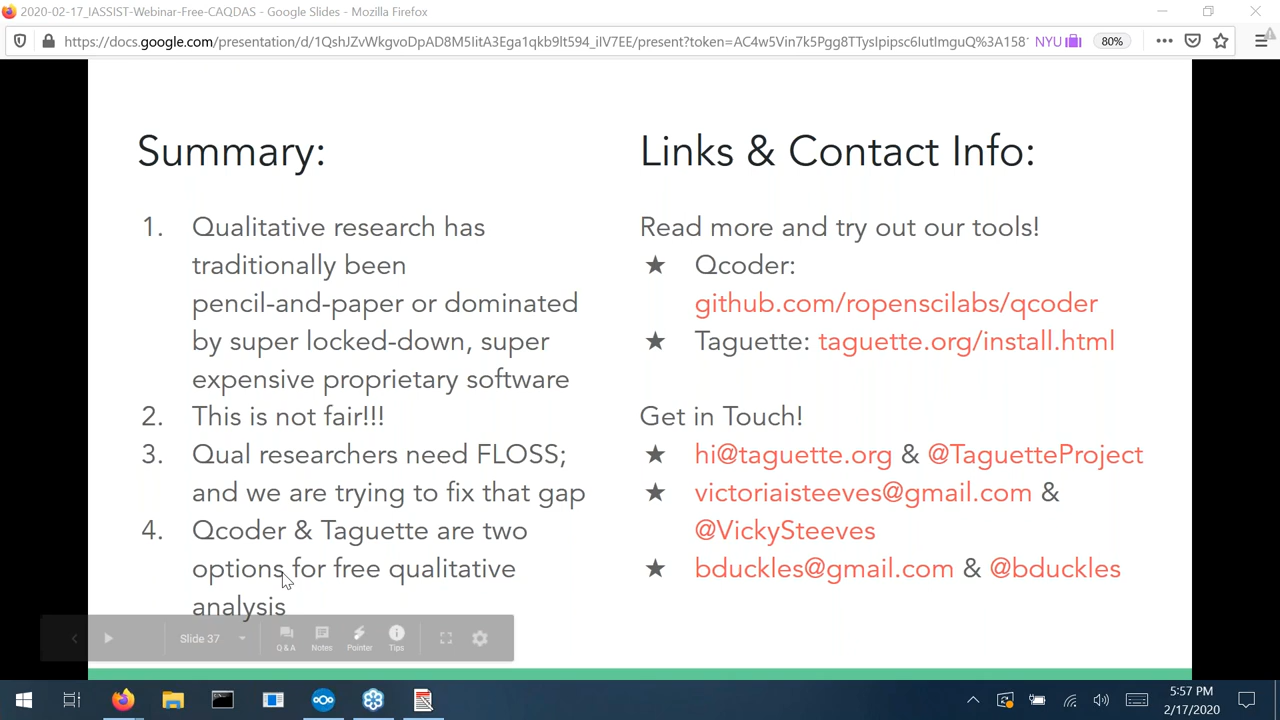 2020-02-17_IASSIST-Webinar-Free-CAQDAS - Google Slides - Mozilla Firefox
https://docs.google.com/presentation/d/1QshJZvWkgvoDpAD8M5IitA3Ega1qkb9It594_iIV7EE/present?token=AC4w5Vin7k5Pgg8TTysIpipsc6IutImguQ%3A158 NYU 80%
Summary:
1. Qualitative research has
traditionally been
pencil-and-paper or dominated
by super locked-down, super
expensive proprietary software
2. This is not fair!!!
3. Qual researchers need FLOSS;
and we are trying to fix that gap
4. Qcoder & Taguette are two
options for free qualitative
analysis
Links & Contact Info:
Read more and try out our tools!
★ Qcoder:
github.com/ropenscilabs/qcoder
★ Taguette: taguette.org/install.html
Get in Touch!
★ hi@taguette.org & @TaguetteProject
★ victoriaisteeves@gmail.com &
@VickySteeves
★ bduckles@gmail.com & @bduckles
Slide 37
Q&A Notes Pointer Tips
5:57 PM
2/17/2020